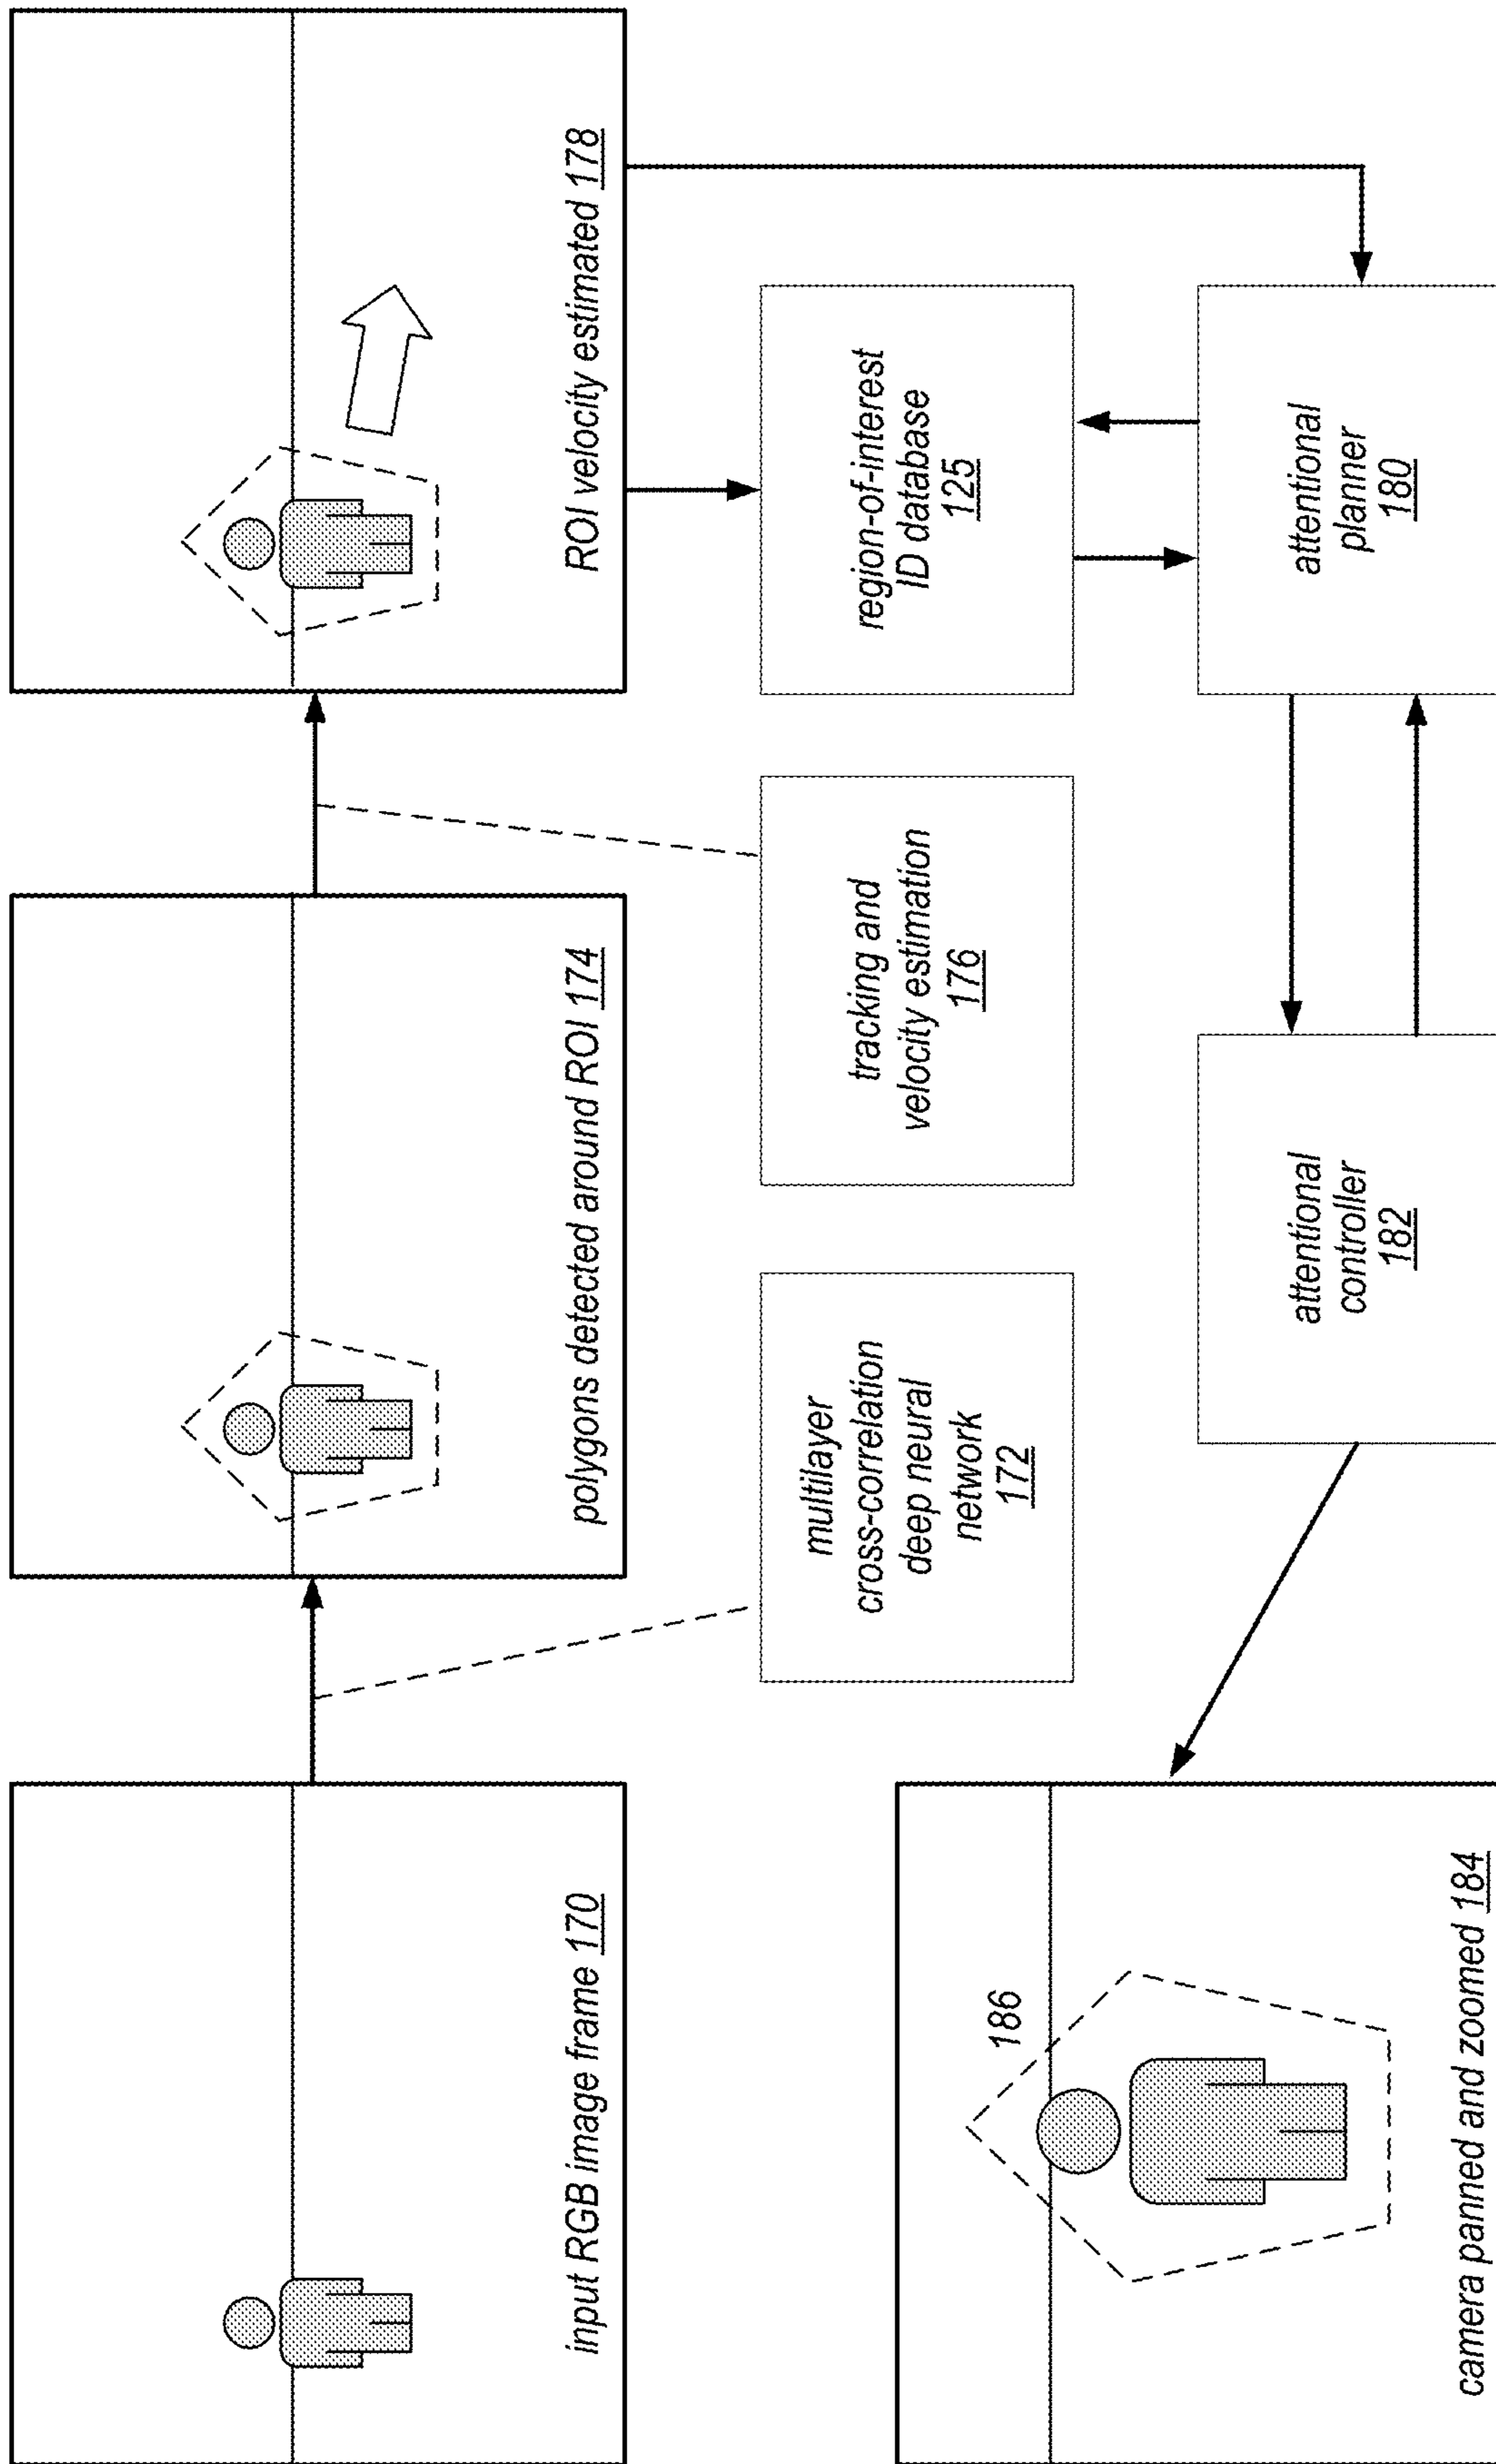 input RGB image frame 170
polygons detected around ROI 174
ROI velocity estimated 178
multilayer
cross-correlation
deep neural
network
172
tracking and
velocity estimation
176
region-of-interest
ID database
125
186
camera panned and zoomed 184
attentional
controller
182
attentional
planner
180